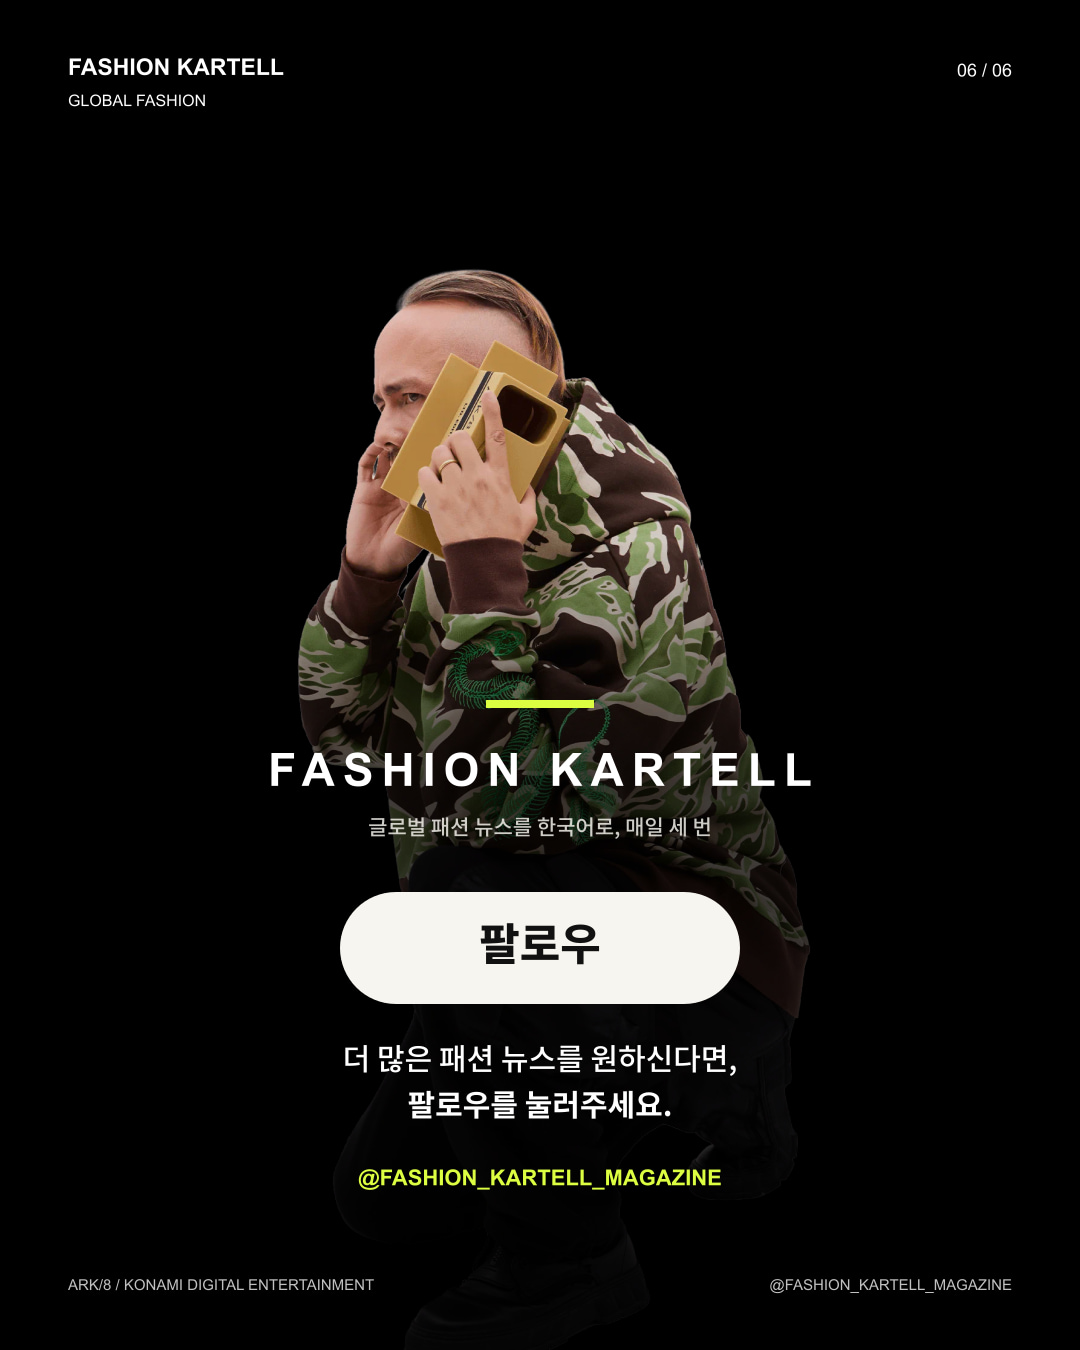 FASHION KARTELL
GLOBAL FASHION
06 / 06
FASHION KARTELL
글로벌 패션 뉴스를 한국어로, 매일 세 번
팔로우
더 많은 패션 뉴스를 원하신다면,
팔로우를 눌러주세요.
@FASHION_KARTELL_MAGAZINE
ARK/8 / KONAMI DIGITAL ENTERTAINMENT
@FASHION_KARTELL_MAGAZINE